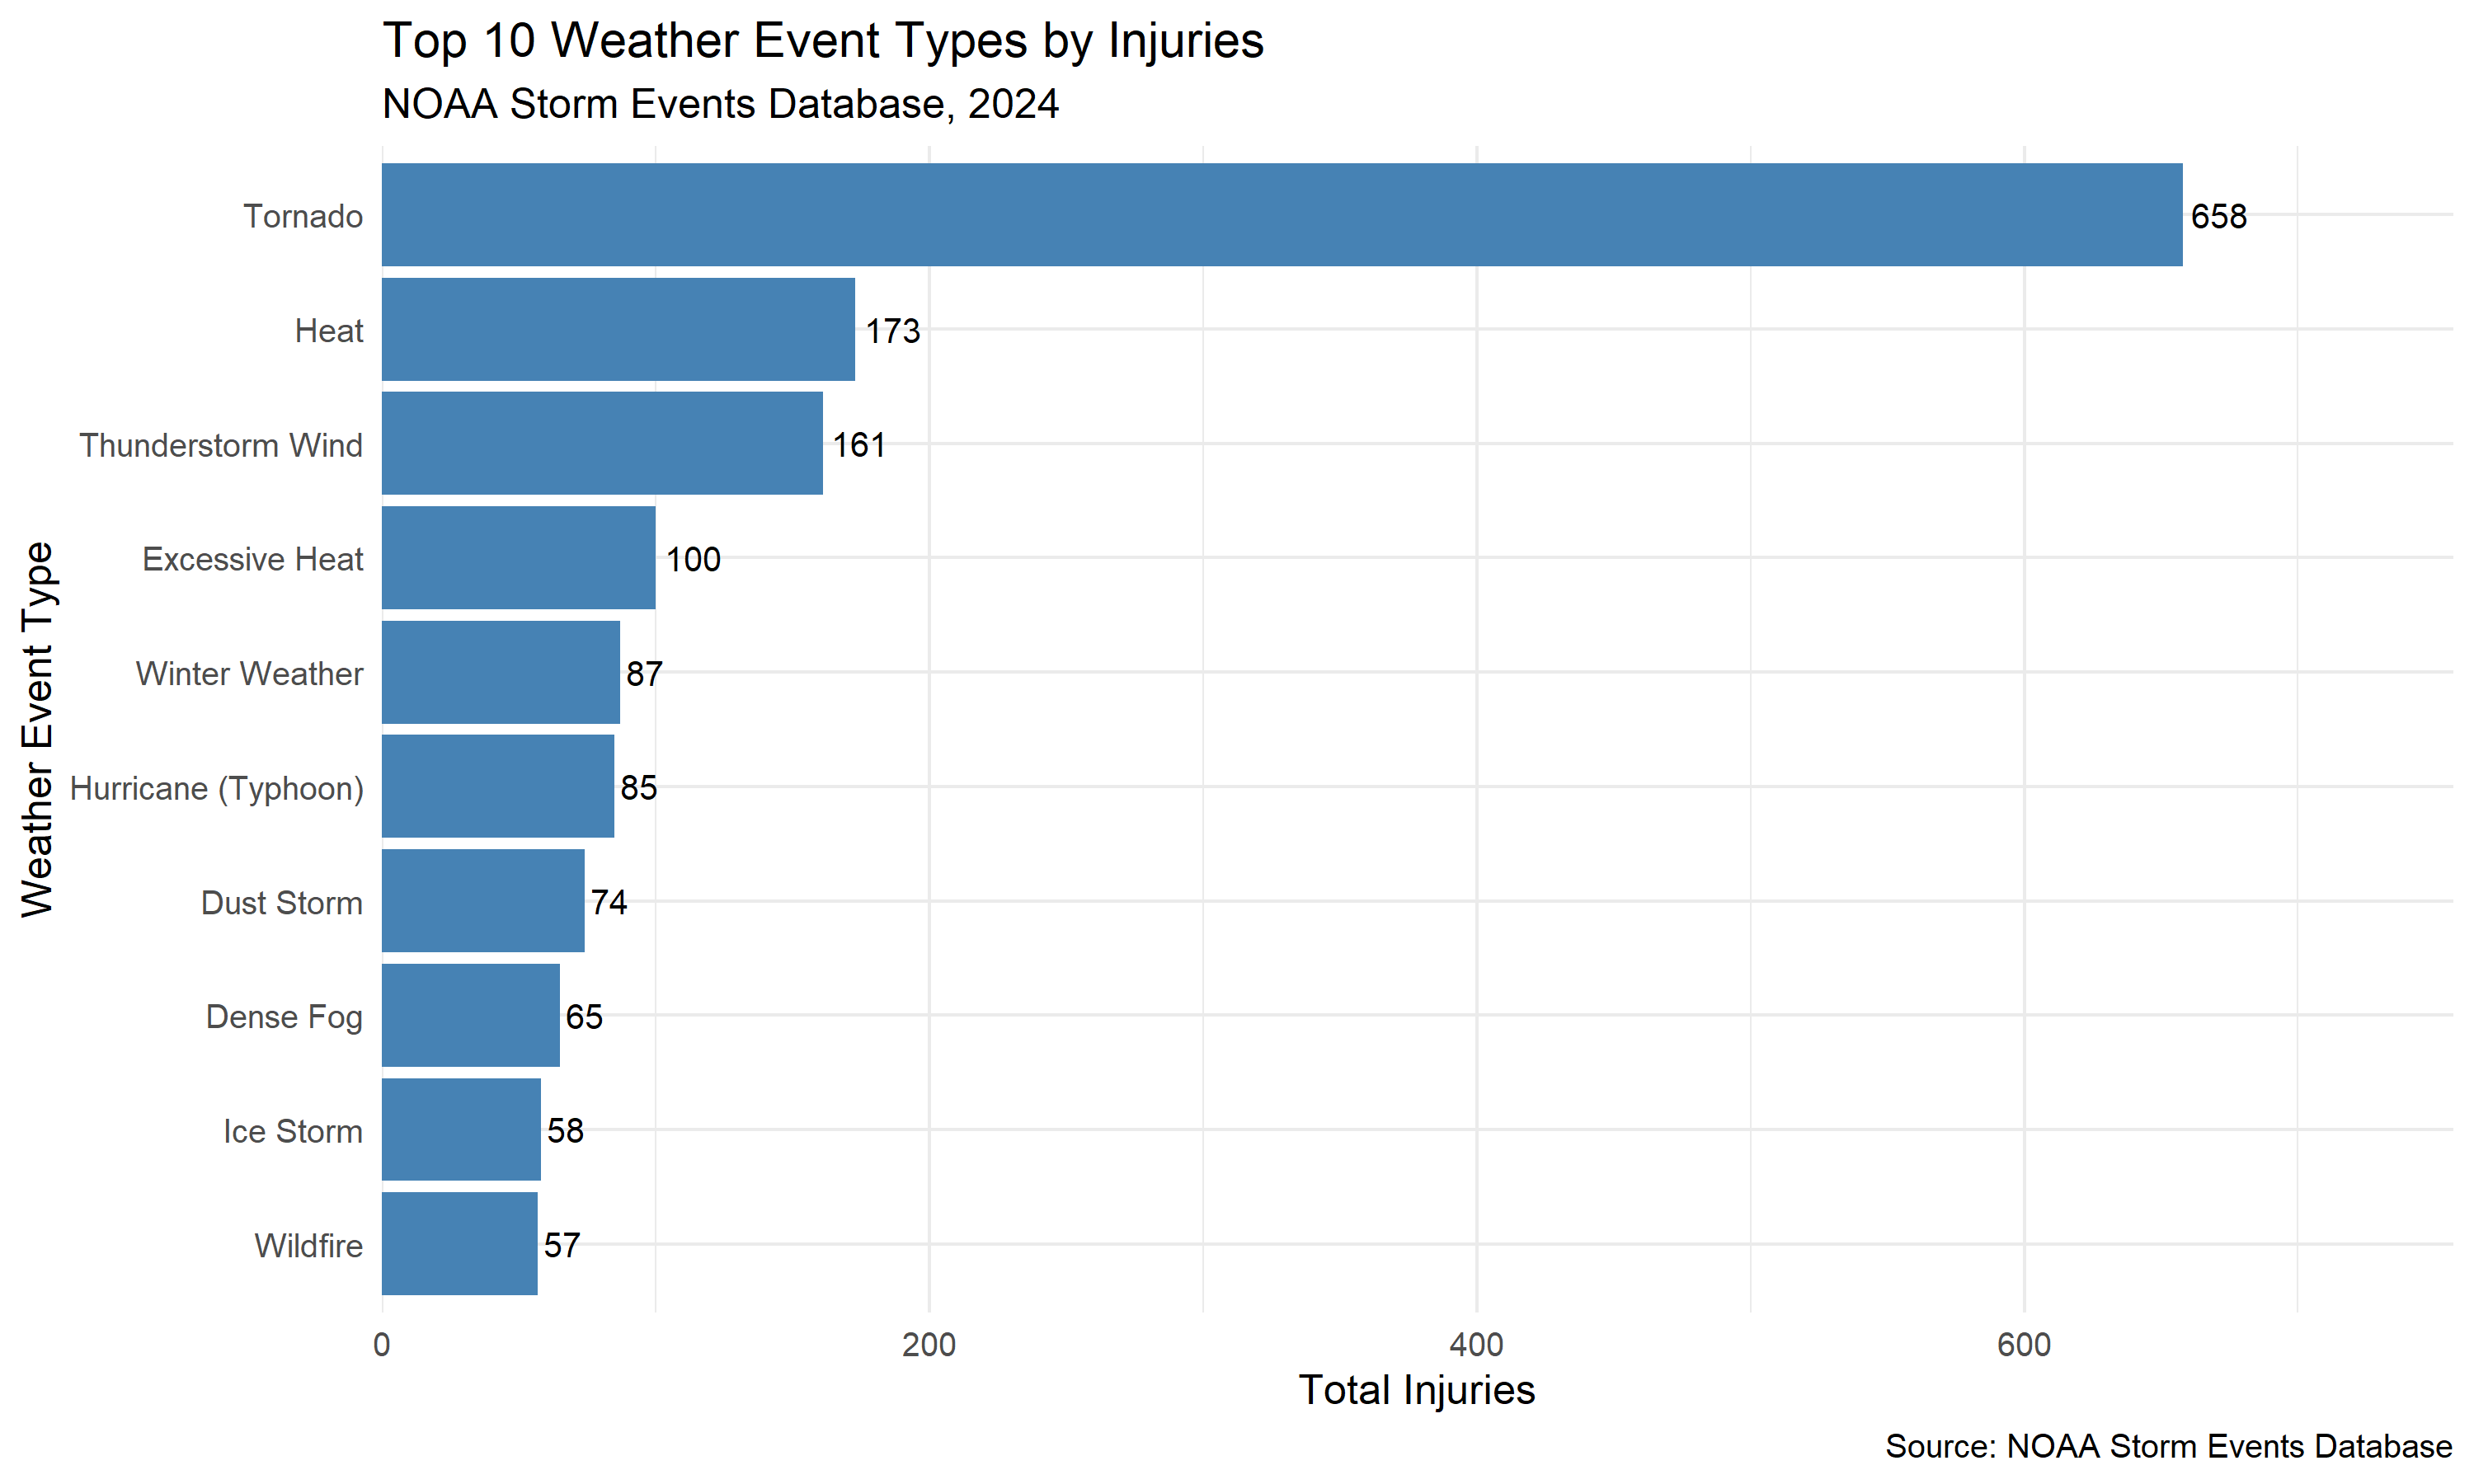 Top 10 Weather Event Types by Injuries
NOAA Storm Events Database, 2024
Weather Event Type
Tornado 658
Heat 173
Thunderstorm Wind 161
Excessive Heat 100
Winter Weather 87
Hurricane (Typhoon) 85
Dust Storm 74
Dense Fog 65
Ice Storm 58
Wildfire 57
0 200 400 600
Total Injuries
Source: NOAA Storm Events Database